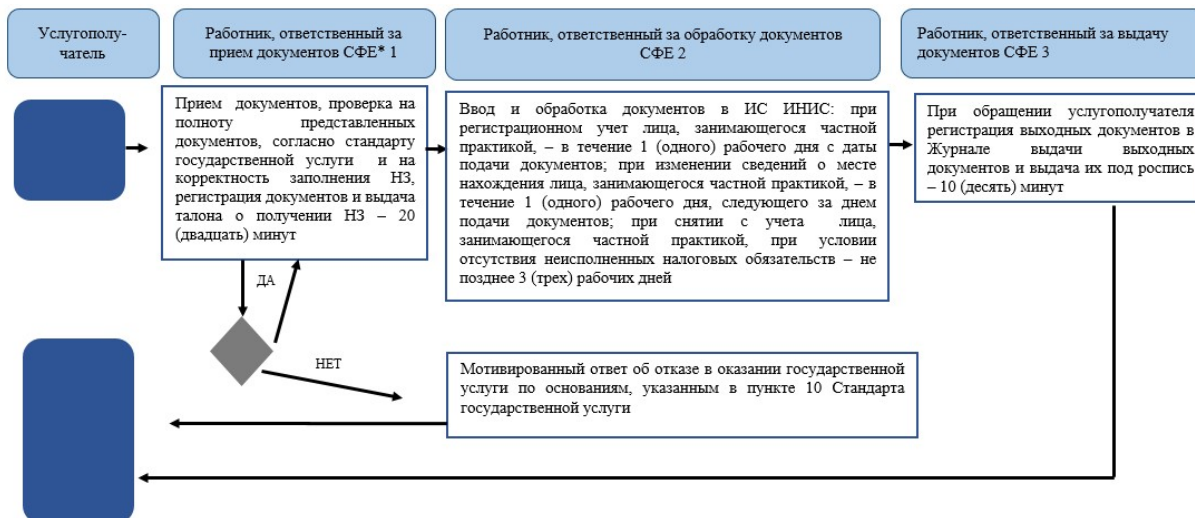 Услугополу-
чатель
Работник, ответственный за
прием документов СФЕ* 1
Работник, ответственный за обработку документов
СФЕ 2
Работник, ответственный за выдачу
документов СФЕ 3
Прием документов, проверка на
полноту представленных
документов, согласно стандарту
государственной услуги и на
корректность заполнения НЗ,
регистрация документов и выдача
талона о получении НЗ – 20
(двадцать) минут
Ввод и обработка документов в ИС ИНИС: при
регистрационном учет лица, занимающегося частной
практикой, – в течение 1 (одного) рабочего дня с даты
подачи документов; при изменении сведений о месте
нахождения лица, занимающегося частной практикой, – в
течение 1 (одного) рабочего дня, следующего за днем
подачи документов; при снятии с учета лица,
занимающегося частной практикой, при условии
отсутствия неисполненных налоговых обязательств – не
позднее 3 (трех) рабочих дней
При обращении услугополучателя
регистрация выходных документов в
Журнале выдачи выходных
документов и выдача их под роспись
– 10 (десять) минут
ДА
НЕТ
Мотивированный ответ об отказе в оказании государственной
услуги по основаниям, указанным в пункте 10 Стандарта
государственной услуги